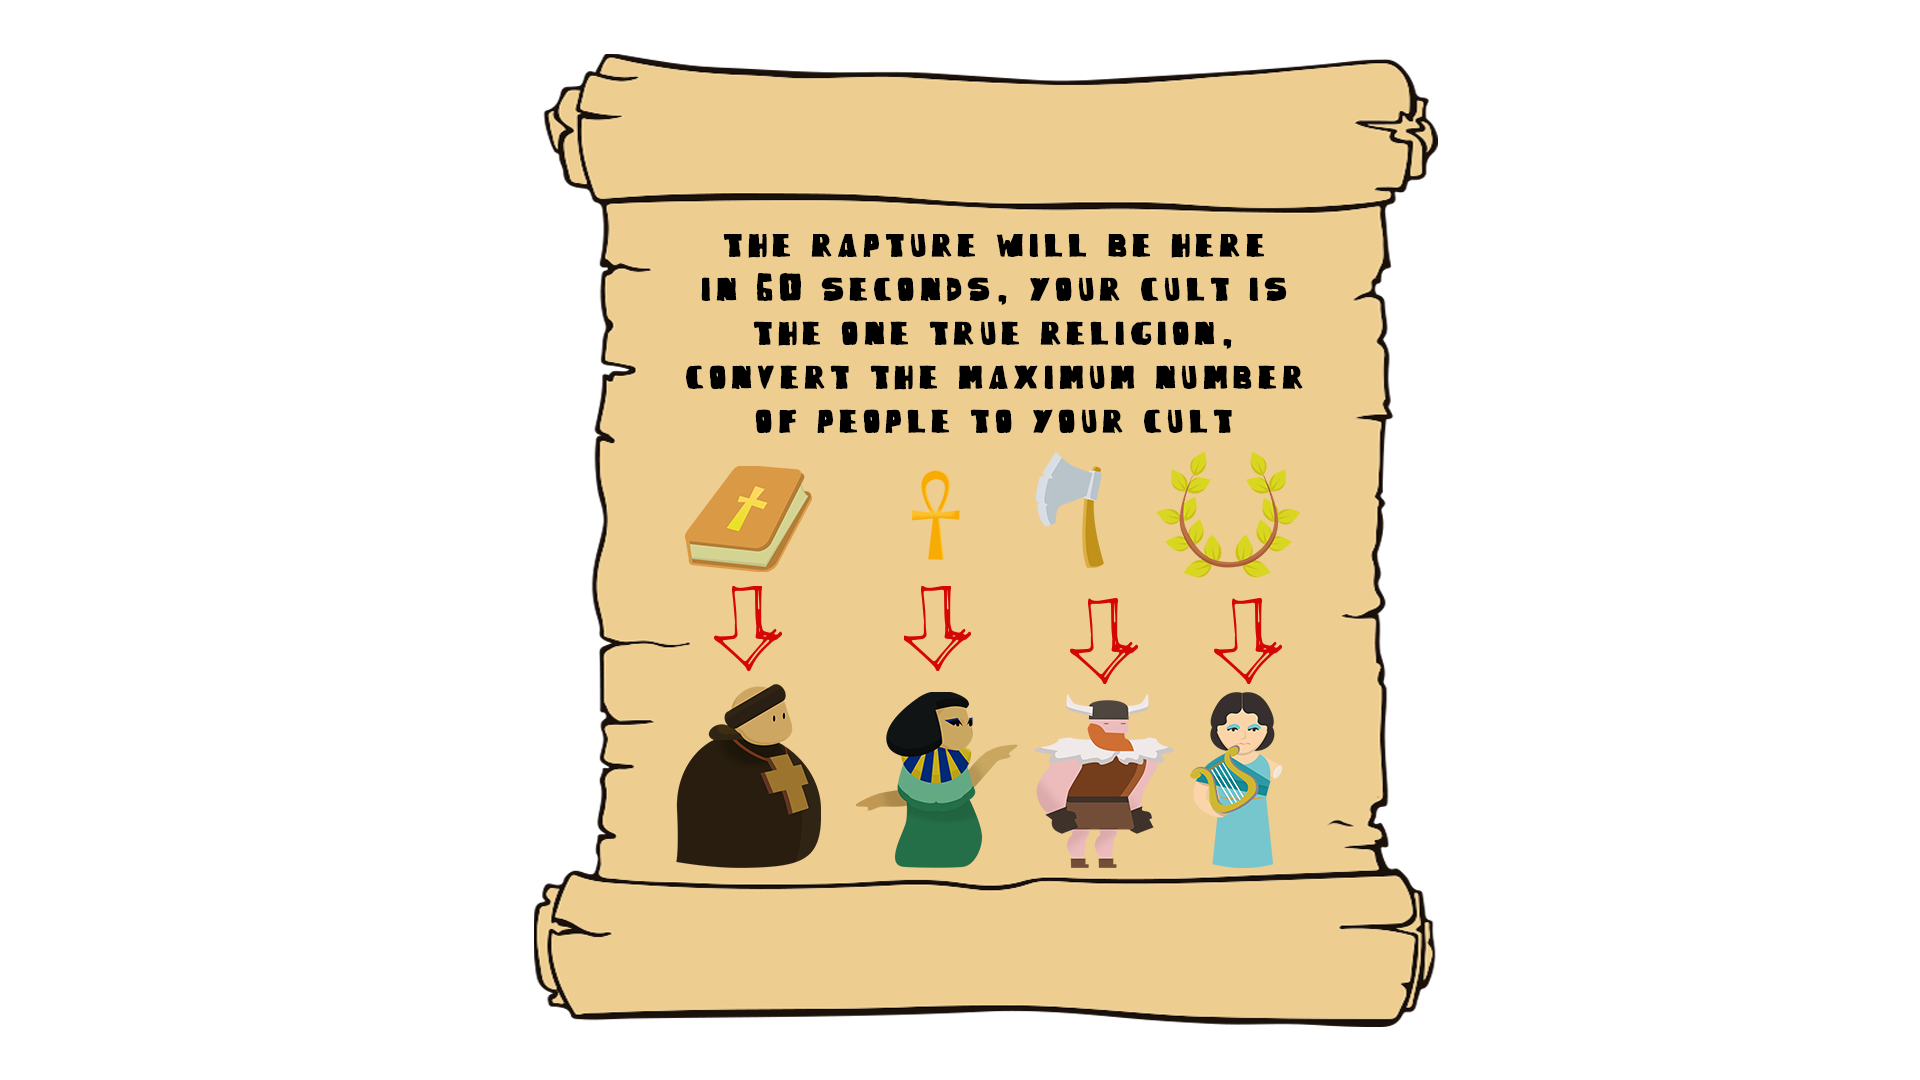 THE RAPTURE WILL BE HERE
IN 60 SECONDS, YOUR CULT IS
THE ONE TRUE RELIGION,
CONVERT THE MAXIMUM NUMBER
OF PEOPLE TO YOUR CULT